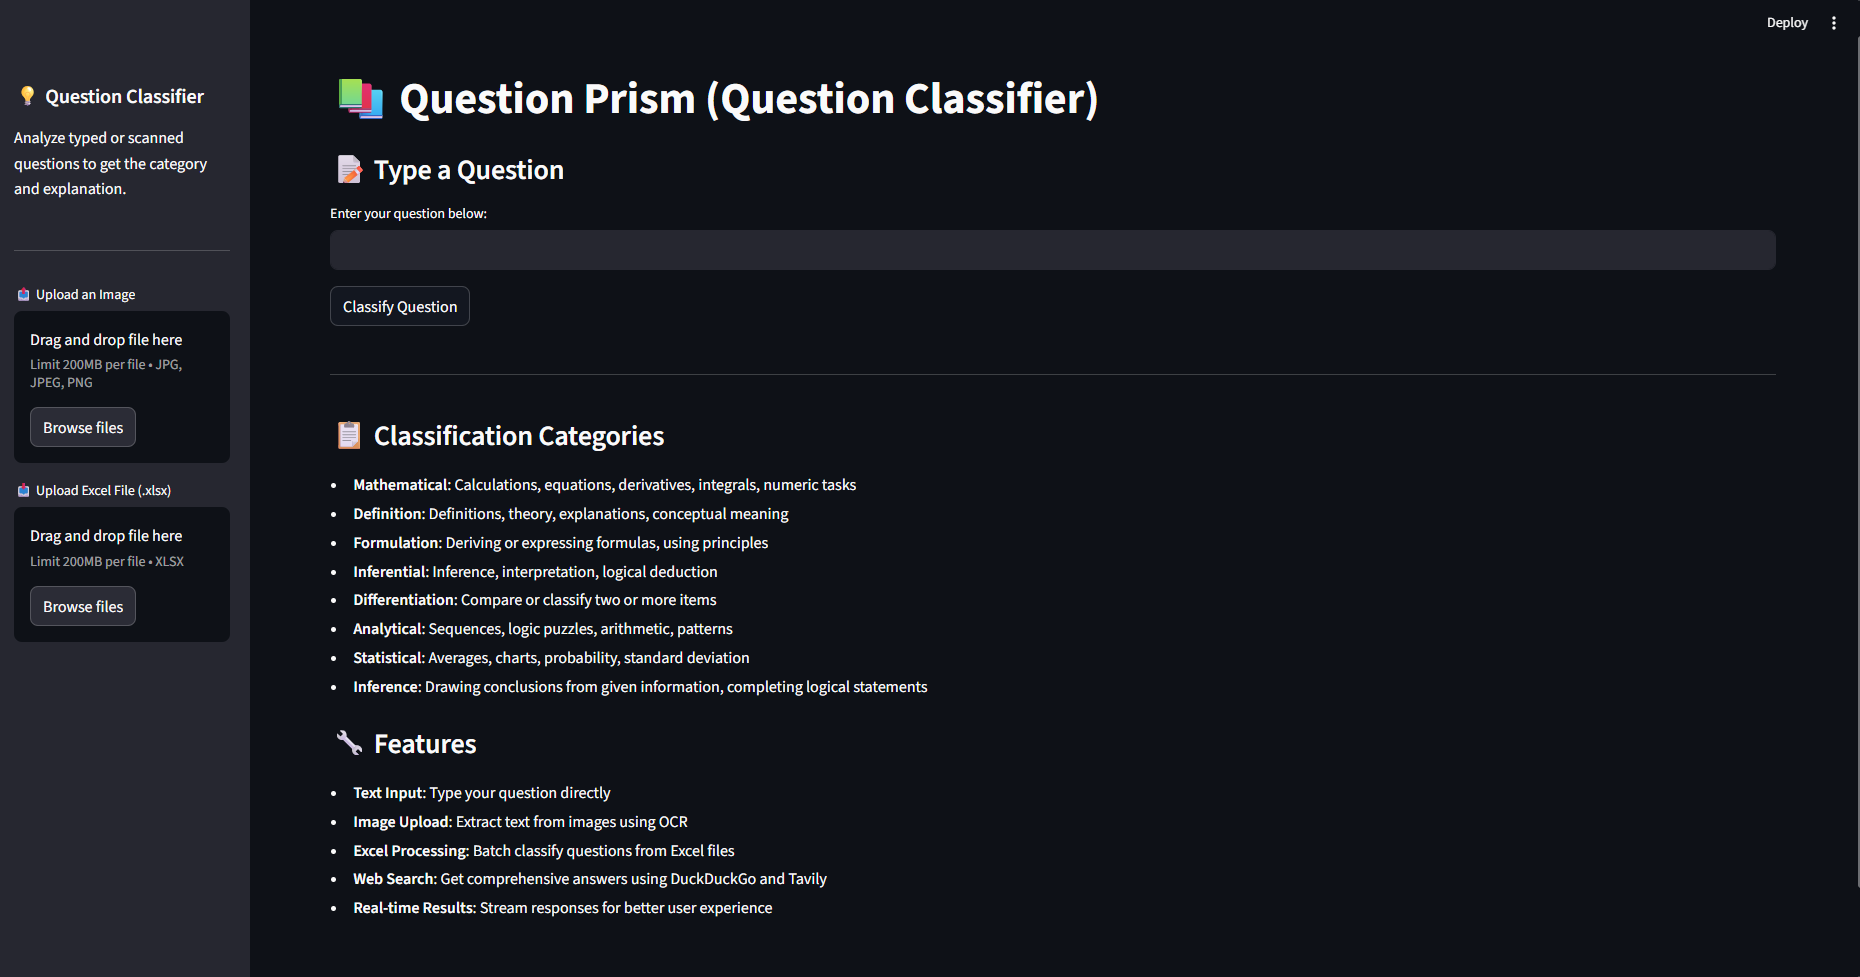 Deploy
Question Classifier
Analyze typed or scanned
questions to get the category
and explanation.
Upload an Image
Drag and drop file here
Limit 200MB per file • JPG,
JPEG, PNG
Browse files
Upload Excel File (.xlsx)
Drag and drop file here
Limit 200MB per file • XLSX
Browse files
Question Prism (Question Classifier)
Type a Question
Enter your question below:
Classify Question
Classification Categories
• Mathematical: Calculations, equations, derivatives, integrals, numeric tasks
• Definition: Definitions, theory, explanations, conceptual meaning
• Formulation: Deriving or expressing formulas, using principles
• Inferential: Inference, interpretation, logical deduction
• Differentiation: Compare or classify two or more items
• Analytical: Sequences, logic puzzles, arithmetic, patterns
• Statistical: Averages, charts, probability, standard deviation
• Inference: Drawing conclusions from given information, completing logical statements
Features
• Text Input: Type your question directly
• Image Upload: Extract text from images using OCR
• Excel Processing: Batch classify questions from Excel files
• Web Search: Get comprehensive answers using DuckDuckGo and Tavily
• Real-time Results: Stream responses for better user experience